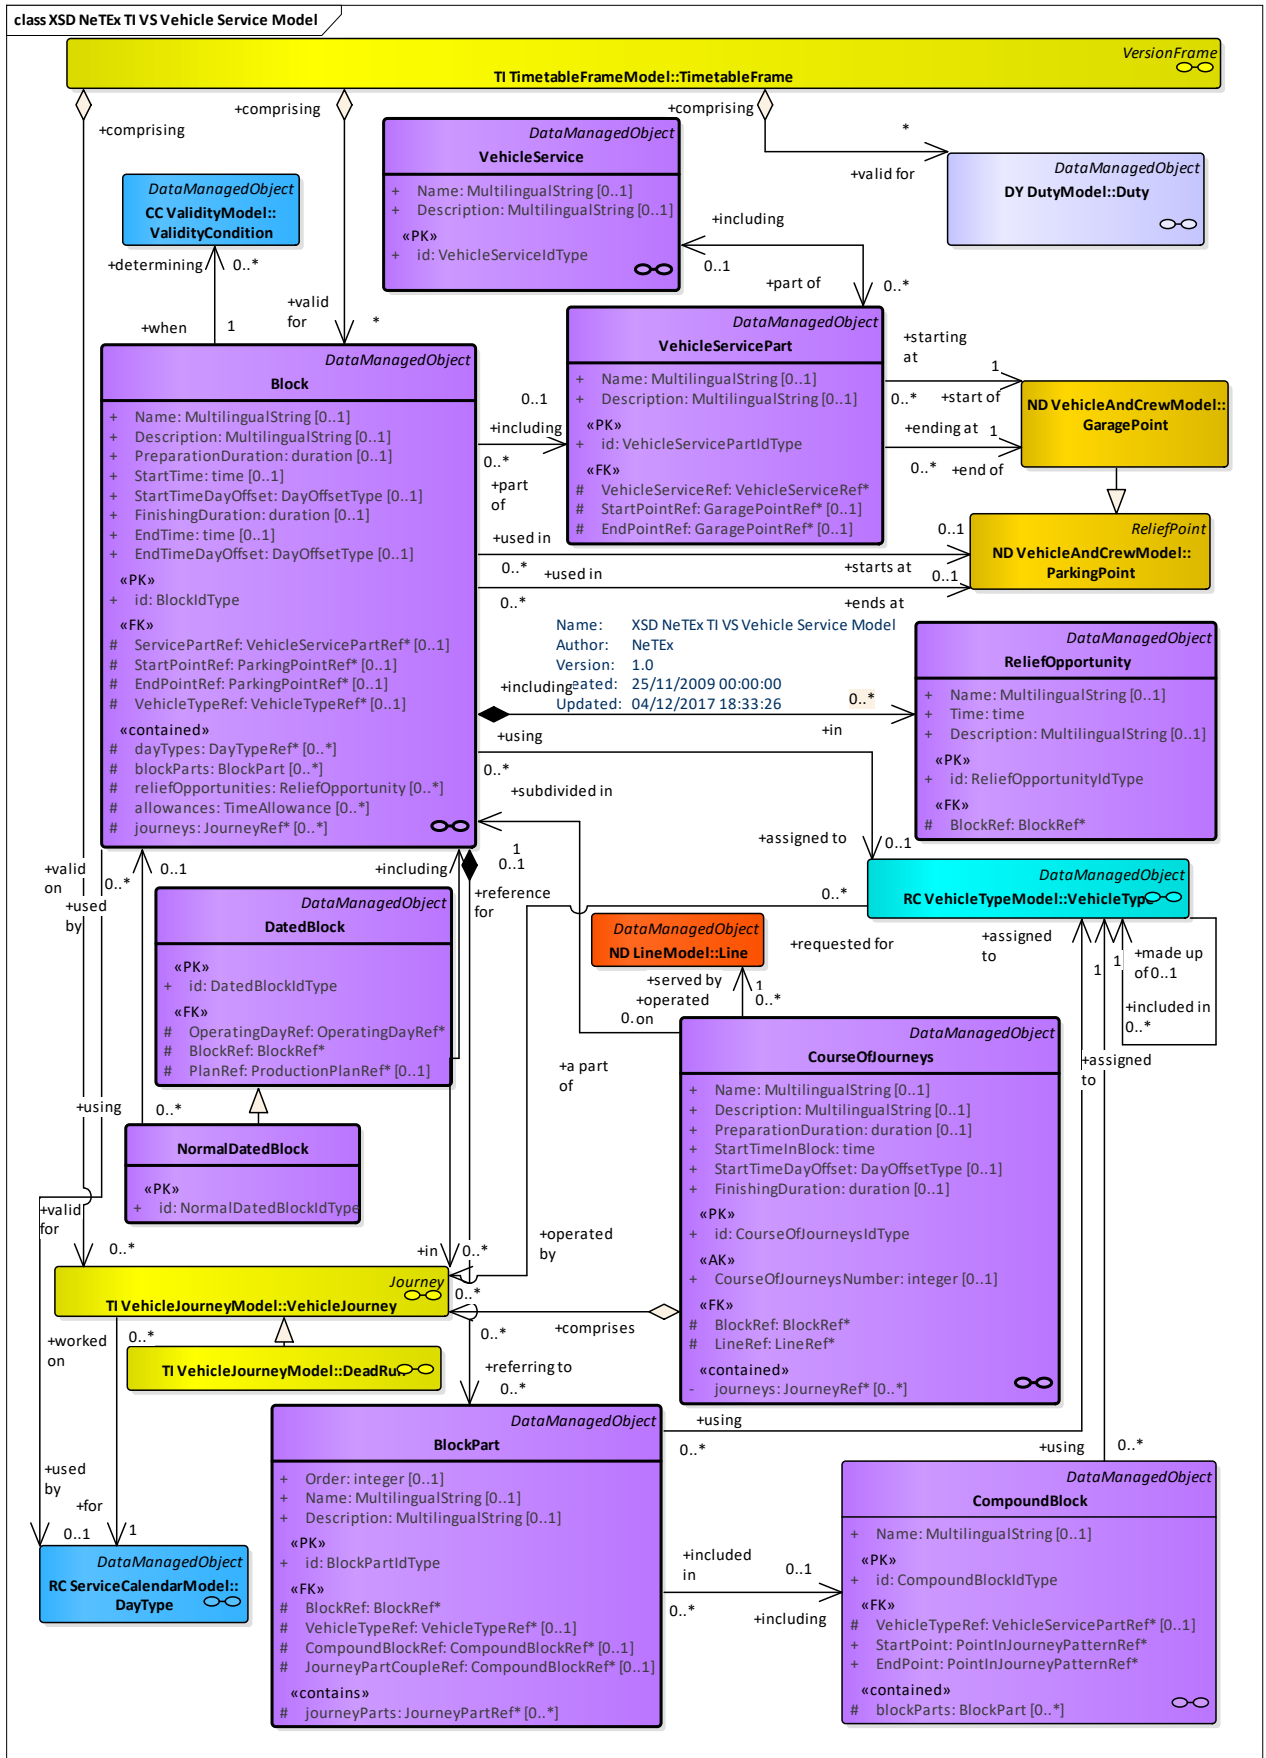 class XSD NeTEx TI VS Vehicle Service Model
VersionFrame
TI TimetableFrameModel::TimetableFrame
+comprising
+comprising
+comprising
*
+valid for
DataManagedObject
DY DutyModel::Duty
DataManagedObject
VehicleService
+ Name: MultilingualString [0..1]
+ Description: MultilingualString [0..1]
«PK»
+ id: VehicleServiceIdType
DataManagedObject
CC ValidityModel::
ValidityCondition
+determining
0..*
+when
1
+valid
for
*
+including
0..1
+part of
0..*
DataManagedObject
VehicleServicePart
+ Name: MultilingualString [0..1]
+ Description: MultilingualString [0..1]
«PK»
+ id: VehicleServicePartIdType
«FK»
# VehicleServiceRef: VehicleServiceRef*
# StartPointRef: GaragePointRef* [0..1]
# EndPointRef: GaragePointRef* [0..1]
+starting
at
1
0..*
+start of
+ending at
1
0..*
+end of
ND VehicleAndCrewModel::
GaragePoint
ReliefPoint
ND VehicleAndCrewModel::
ParkingPoint
DataManagedObject
Block
+ Name: MultilingualString [0..1]
+ Description: MultilingualString [0..1]
+ PreparationDuration: duration [0..1]
+ StartTime: time [0..1]
+ StartTimeDayOffset: DayOffsetType [0..1]
+ FinishingDuration: duration [0..1]
+ EndTime: time [0..1]
+ EndTimeDayOffset: DayOffsetType [0..1]
«PK»
+ id: BlockIdType
«FK»
# ServicePartRef: VehicleServicePartRef* [0..1]
# StartPointRef: ParkingPointRef* [0..1]
# EndPointRef: ParkingPointRef* [0..1]
# VehicleTypeRef: VehicleTypeRef* [0..1]
«contained»
# dayTypes: DayTypeRef* [0..*]
# blockParts: BlockPart [0..*]
# reliefOpportunities: ReliefOpportunity [0..*]
# allowances: TimeAllowance [0..*]
# journeys: JourneyRef* [0..*]
0..1
+including
0..*
+part
of
+used in
0..1
0..*
+starts at
+used in
0..1
0..*
+ends at
Name: XSD NeTEx TI VS Vehicle Service Model
Author: NeTEx
Version: 1.0
eated: 25/11/2009 00:00:00
Updated: 04/12/2017 18:33:26
+including
0..*
+in
DataManagedObject
ReliefOpportunity
+ Name: MultilingualString [0..1]
+ Time: time
+ Description: MultilingualString [0..1]
«PK»
+ id: ReliefOpportunityIdType
«FK»
# BlockRef: BlockRef*
+using
0..*
+subdivided in
1
0..1
+assigned to
0..1
DataManagedObject
RC VehicleTypeModel::VehicleType
+valid
on
0..*
+used
by
0..1
+including
+reference
for
0..*
+requested for
+assigned
to
1
1
+made up
of
0..1
+included in
0..*
+assigned
to
DataManagedObject
ND LineModel::Line
+served by
1
+operated
on
0..*
0.
DataManagedObject
DatedBlock
«PK»
+ id: DatedBlockIdType
«FK»
# OperatingDayRef: OperatingDayRef*
# BlockRef: BlockRef*
# PlanRef: ProductionPlanRef* [0..1]
+using
0..*
+a part
of
DataManagedObject
CourseOfJourneys
+ Name: MultilingualString [0..1]
+ Description: MultilingualString [0..1]
+ PreparationDuration: duration [0..1]
+ StartTimeInBlock: time
+ StartTimeDayOffset: DayOffsetType [0..1]
+ FinishingDuration: duration [0..1]
«PK»
+ id: CourseOfJourneysIdType
«AK»
+ CourseOfJourneysNumber: integer [0..1]
«FK»
# BlockRef: BlockRef*
# LineRef: LineRef*
«contained»
- journeys: JourneyRef* [0..*]
NormalDatedBlock
«PK»
+ id: NormalDatedBlockIdType
+valid
for
0..*
+in
0..*
+operated
by
Journey
TI VehicleJourneyModel::VehicleJourney
0..*
+comprises
0..*
+worked
on
0..*
TI VehicleJourneyModel::DeadRun
+referring to
0..*
DataManagedObject
BlockPart
+ Order: integer [0..1]
+ Name: MultilingualString [0..1]
+ Description: MultilingualString [0..1]
«PK»
+ id: BlockPartIdType
«FK»
# BlockRef: BlockRef*
# VehicleTypeRef: VehicleTypeRef* [0..1]
# CompoundBlockRef: CompoundBlockRef* [0..1]
# JourneyPartCoupleRef: CompoundBlockRef* [0..1]
«contains»
# journeyParts: JourneyPartRef* [0..*]
+using
0..*
+using
0..*
+used
by
+for
0..1
1
DataManagedObject
RC ServiceCalendarModel::
DayType
+included
in
0..1
0..*
+including
DataManagedObject
CompoundBlock
+ Name: MultilingualString [0..1]
«PK»
+ id: CompoundBlockIdType
«FK»
# VehicleTypeRef: VehicleServicePartRef* [0..1]
+ StartPoint: PointInJourneyPatternRef*
+ EndPoint: PointInJourneyPatternRef*
«contained»
# blockParts: BlockPart [0..*]